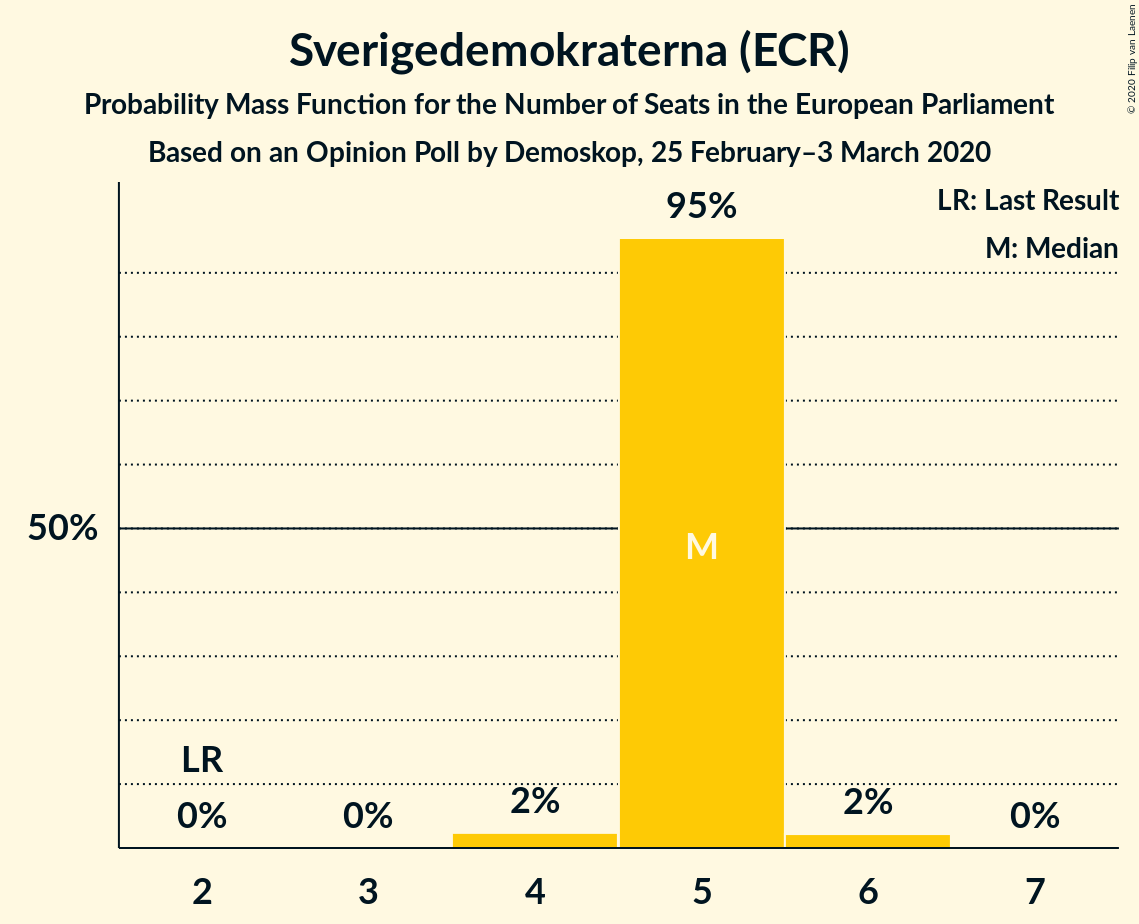 Sverigedemokraterna (ECR)
Probability Mass Function for the Number of Seats in the European Parliament
Based on an Opinion Poll by Demoskop, 25 February–3 March 2020
© 2020 Filip van Laenen
LR: Last Result
M: Median
95%
50%
M
LR
0%
0%
2%
2%
0%
2
3
4
5
6
7